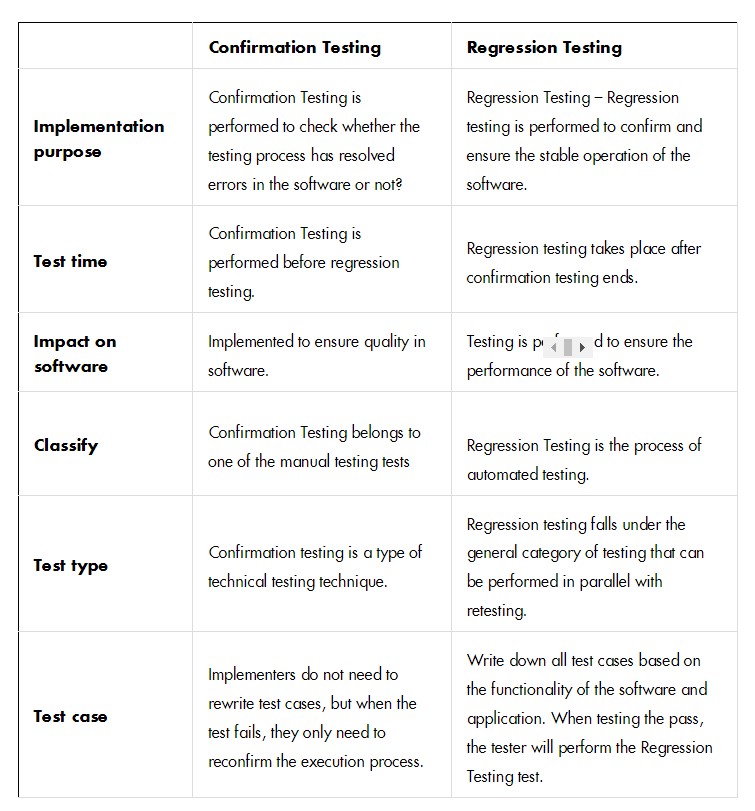 Confirmation Testing
Regression Testing
Implementation
purpose
Confirmation Testing is
performed to check whether the
testing process has resolved
errors in the software or not?
Regression Testing – Regression
testing is performed to confirm and
ensure the stable operation of the
software.
Test time
Confirmation Testing is
performed before regression
testing.
Regression testing takes place after
confirmation testing ends.
Impact on
software
Implemented to ensure quality in
software.
Testing is to ensure the
performance of the software.
Classify
Confirmation Testing belongs to
one of the manual testing tests
Regression Testing is the process of
automated testing.
Test type
Confirmation testing is a type of
technical testing technique.
Regression testing falls under the
general category of testing that can
be performed in parallel with
retesting.
Test case
Implementers do not need to
rewrite test cases, but when the
test fails, they only need to
reconfirm the execution process.
Write down all test cases based on
the functionality of the software and
application. When testing the pass,
the tester will perform the Regression
Testing test.